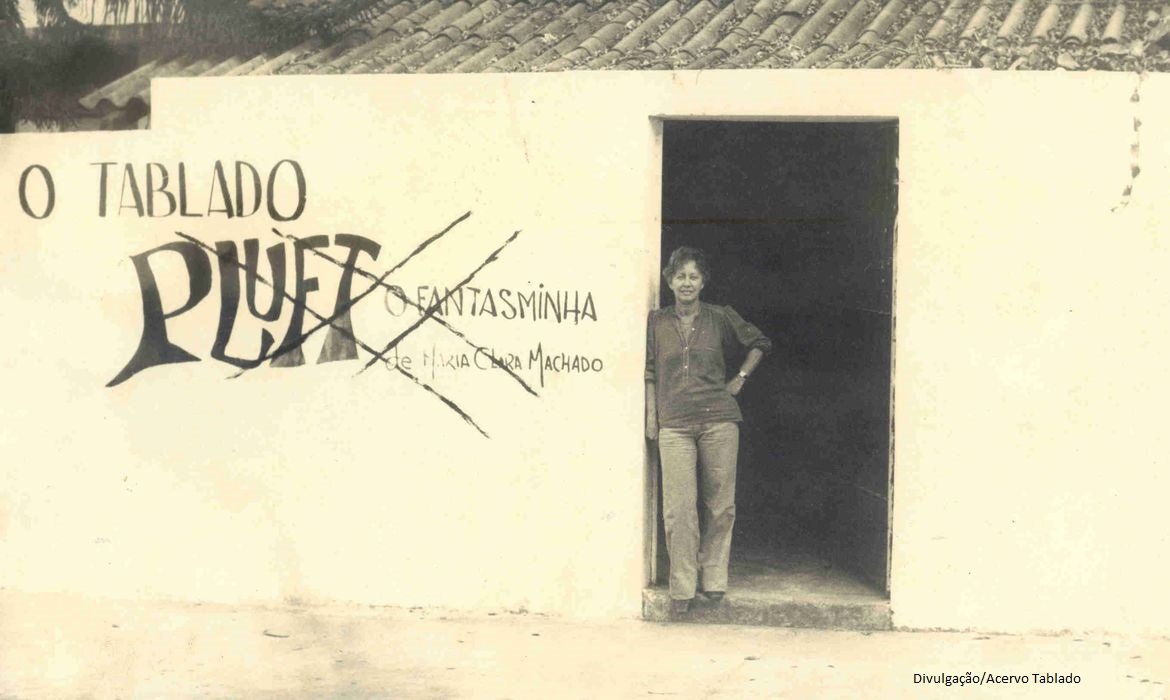 O TABLADO
PLUFT
O FANTASMINHA
de MARIA CLARA MACHADO
Divulgação/Acervo Tablado